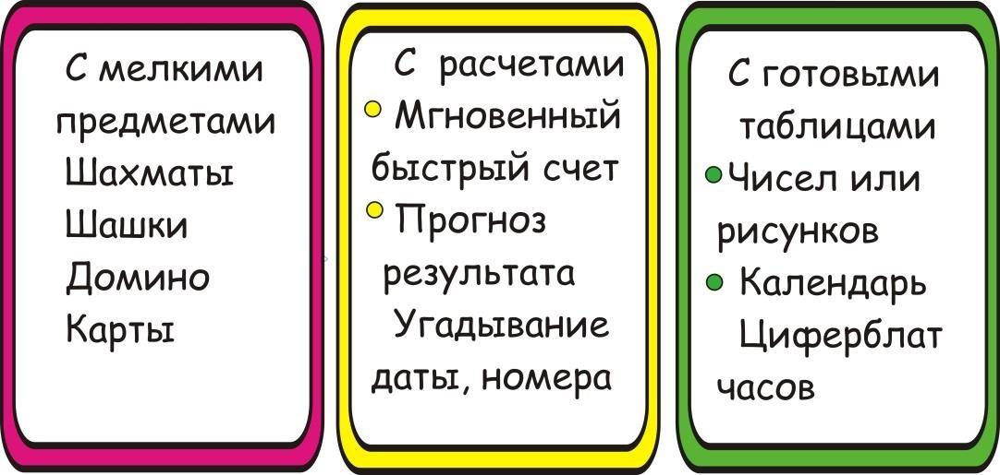 С мелкими
предметами
Шахматы
Шашки
Домино
Карты
С расчетами
Мгновенный
быстрый счет
Прогноз
результата
Угадывание
даты, номера
С готовыми
таблицами
Чисел или
рисунков
Календарь
Циферблат
часов